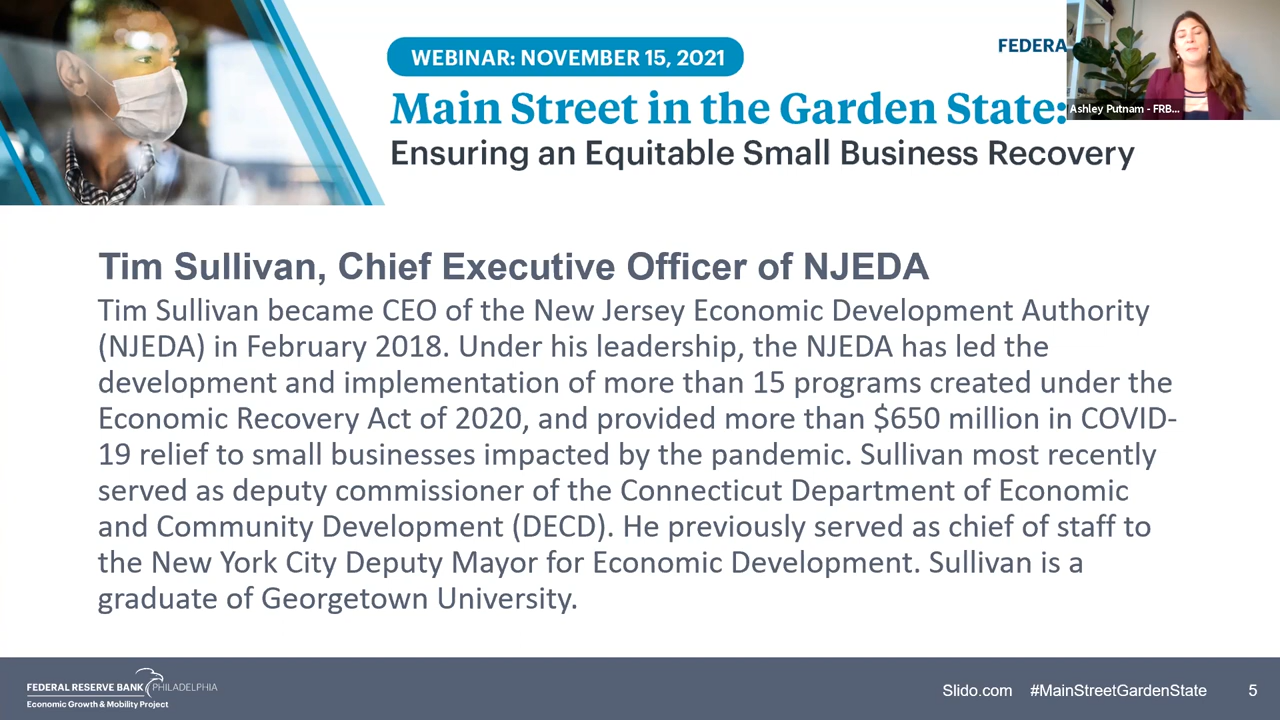 WEBINAR: NOVEMBER 15, 2021
FEDERA
Ashley Putnam - FRB...
Main Street in the Garden State:
Ensuring an Equitable Small Business Recovery
Tim Sullivan, Chief Executive Officer of NJEDA
Tim Sullivan became CEO of the New Jersey Economic Development Authority
(NJEDA) in February 2018. Under his leadership, the NJEDA has led the
development and implementation of more than 15 programs created under the
Economic Recovery Act of 2020, and provided more than $650 million in COVID-
19 relief to small businesses impacted by the pandemic. Sullivan most recently
served as deputy commissioner of the Connecticut Department of Economic
and Community Development (DECD). He previously served as chief of staff to
the New York City Deputy Mayor for Economic Development. Sullivan is a
graduate of Georgetown University.
FEDERAL RESERVE BANK PHILADELPHIA
Economic Growth & Mobility Project
Slido.com #MainStreetGardenState 5